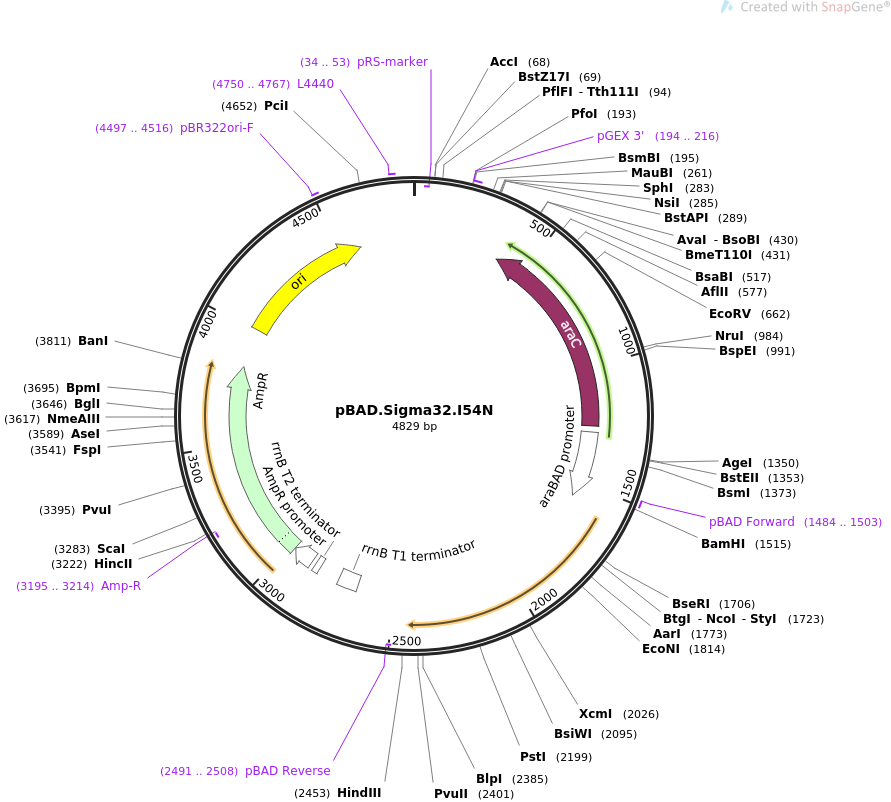 Created with SnapGene®
(34 .. 53) pRS-marker
(4750 .. 4767) L4440
(4652) PciI
(4497 .. 4516) pBR322ori-F
AccI (68)
BstZ17I (69)
PflFI - Tth111I (94)
PfoI (193)
pGEX 3' (194 .. 216)
BsmBI (195)
MauBI (261)
SphI (283)
NsiI (285)
BstAPI (289)
AvaI - BsoBI (430)
BmeT110I (431)
BsaBI (517)
AflII (577)
EcoRV (662)
NruI (984)
BspEI (991)
AgeI (1350)
BstEII (1353)
BsmI (1373)
pBAD Forward (1484 .. 1503)
BamHI (1515)
BseRI (1706)
BtgI - NcoI - StyI (1723)
AarI (1773)
EcoNI (1814)
XcmI (2026)
BsiWI (2095)
PstI (2199)
BlpI (2385)
PvuII (2401)
(2453) HindIII
(2491 .. 2508) pBAD Reverse
(3195 .. 3214) Amp-R
(3222) HincII
(3283) ScaI
(3395) PvuI
(3541) FspI
(3589) AseI
(3617) NmeAIII
(3646) BglI
(3695) BpmI
(3811) BanI
500
1000
1500
2000
2500
3000
3500
4000
4500
ori
araC
araBAD promoter
rrnB T1 terminator
rrnB T2 terminator
AmpR promoter
AmpR
pBAD.Sigma32.I54N
4829 bp